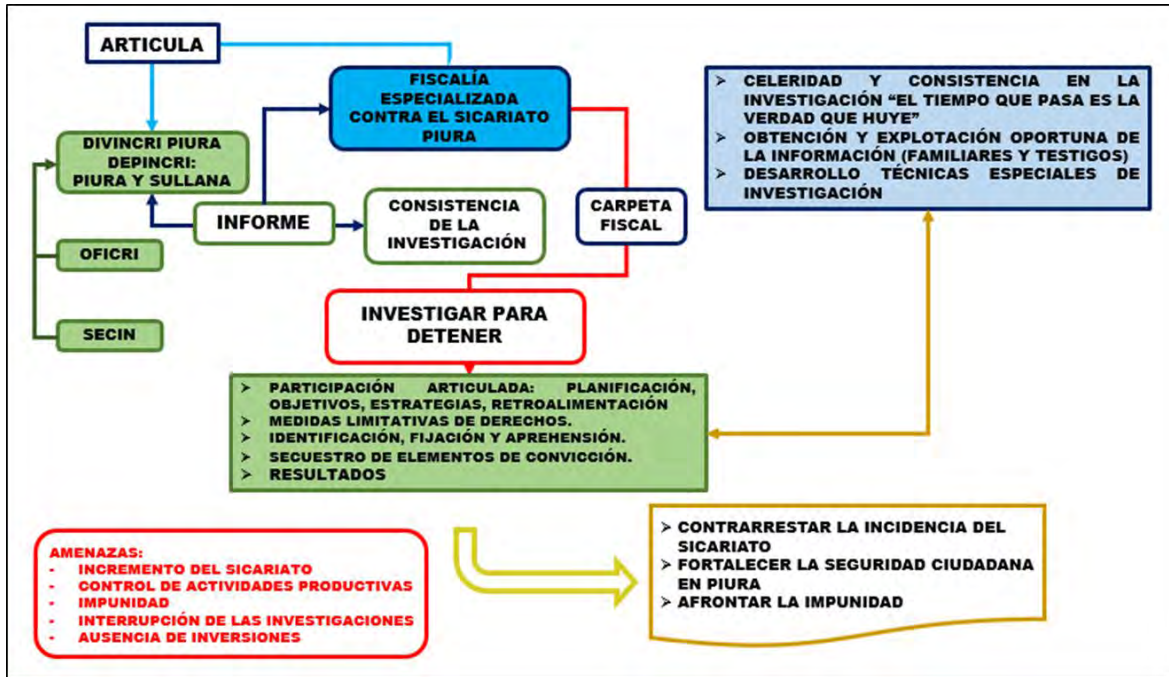 ARTICULA
FISCALÍA
ESPECIALIZADA
CONTRA EL SICARIATO
PIURA
DIVINCRI PIURA
DEPINCRI:
PIURA Y SULLANA
INFORME
CONSISTENCIA
DE LA
INVESTIGACIÓN
CARPETA
FISCAL
OFICRI
SECIN
INVESTIGAR PARA
DETENER
➢ CELERIDAD Y CONSISTENCIA EN LA
INVESTIGACIÓN “EL TIEMPO QUE PASA ES LA
VERDAD QUE HUYE”
➢ OBTENCIÓN Y EXPLOTACIÓN OPORTUNA DE
LA INFORMACIÓN (FAMILIARES Y TESTIGOS)
➢ DESARROLLO TÉCNICAS ESPECIALES DE
INVESTIGACIÓN
➢ PARTICIPACIÓN ARTICULADA: PLANIFICACIÓN,
OBJETIVOS, ESTRATEGIAS, RETROALIMENTACIÓN
➢ MEDIDAS LIMITATIVAS DE DERECHOS.
➢ IDENTIFICACIÓN, FIJACIÓN Y APREHENSIÓN.
➢ SECUESTRO DE ELEMENTOS DE CONVICCIÓN.
➢ RESULTADOS
AMENAZAS:
- INCREMENTO DEL SICARIATO
- CONTROL DE ACTIVIDADES PRODUCTIVAS
- IMPUNIDAD
- INTERRUPCIÓN DE LAS INVESTIGACIONES
- AUSENCIA DE INVERSIONES
➢ CONTRARRESTAR LA INCIDENCIA DEL
SICARIATO
➢ FORTALECER LA SEGURIDAD CIUDADANA
EN PIURA
➢ AFRONTAR LA IMPUNIDAD